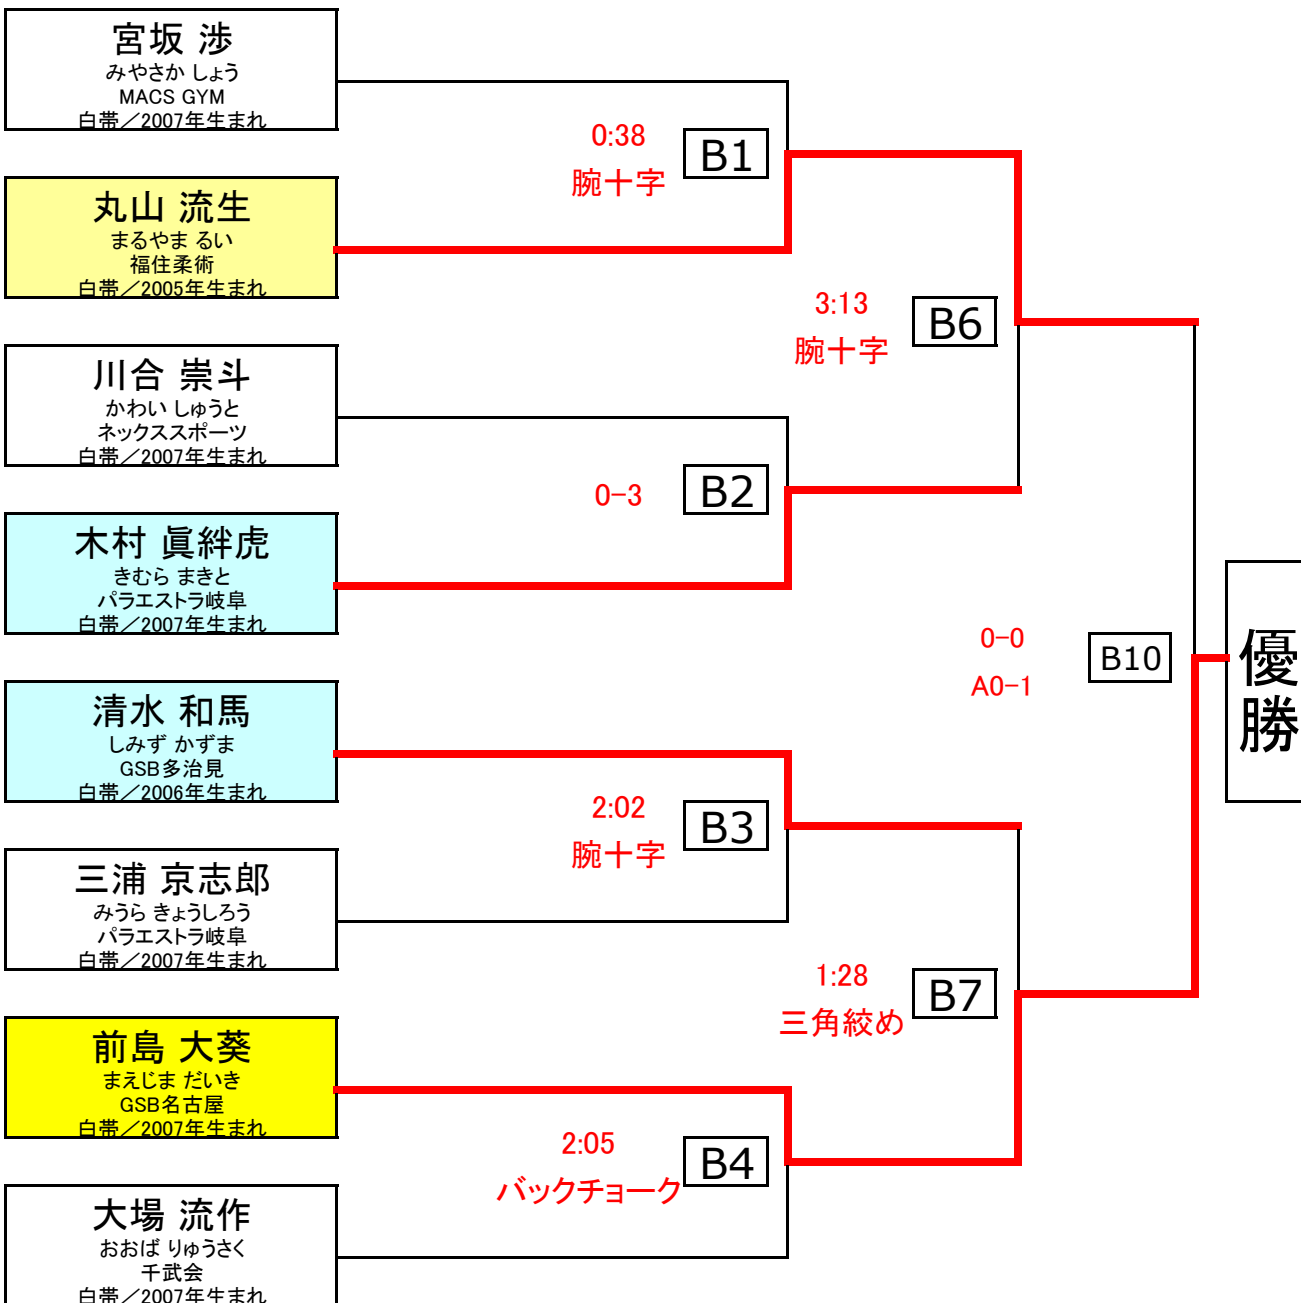 宮坂 渉
みやさか しょう
MACS GYM
白帯／2007年生まれ
0:38
腕十字
B1
丸山 流生
まるやま るい
福住柔術
白帯／2005年生まれ
3:13
腕十字
B6
川合 崇斗
かわい しゅうと
ネックススポーツ
白帯／2007年生まれ
0-3
B2
木村 眞絆虎
きむら まきと
パラエストラ岐阜
白帯／2007年生まれ
0-0
A0-1
B10
優勝
清水 和馬
しみず かずま
GSB多治見
白帯／2006年生まれ
2:02
腕十字
B3
三浦 京志郎
みうら きょうしろう
パラエストラ岐阜
白帯／2007年生まれ
1:28
三角絞め
B7
前島 大葵
まえじま だいき
GSB名古屋
白帯／2007年生まれ
2:05
バックチョーク
B4
大場 流作
おおば りゅうさく
千武会
白帯／2007年生まれ